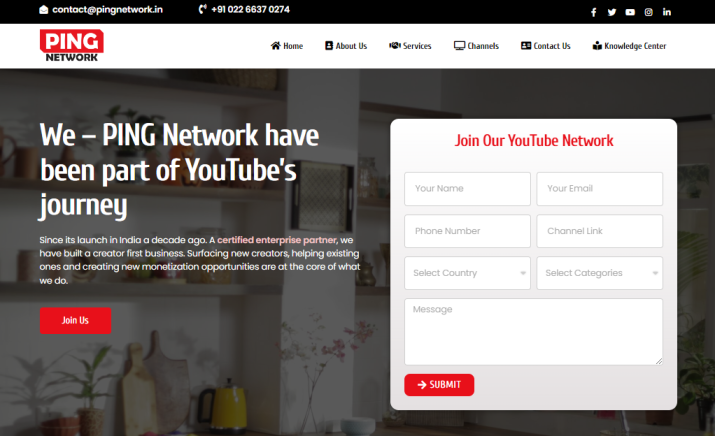 contact@pingnetwork.in
+91 022 6637 0274
PING
NETWORK
Home
About Us
Services
Channels
Contact Us
Knowledge Center
We – PING Network have
been part of YouTube's
journey
Since its launch in India a decade ago. A certified enterprise partner, we
have built a creator first business. Surfacing new creators, helping existing
ones and creating new monetization opportunities are at the core of what
we do.
Join Us
Join Our YouTube Network
Your Name
Your Email
Phone Number
Channel Link
Select Country
Select Categories
Message
SUBMIT